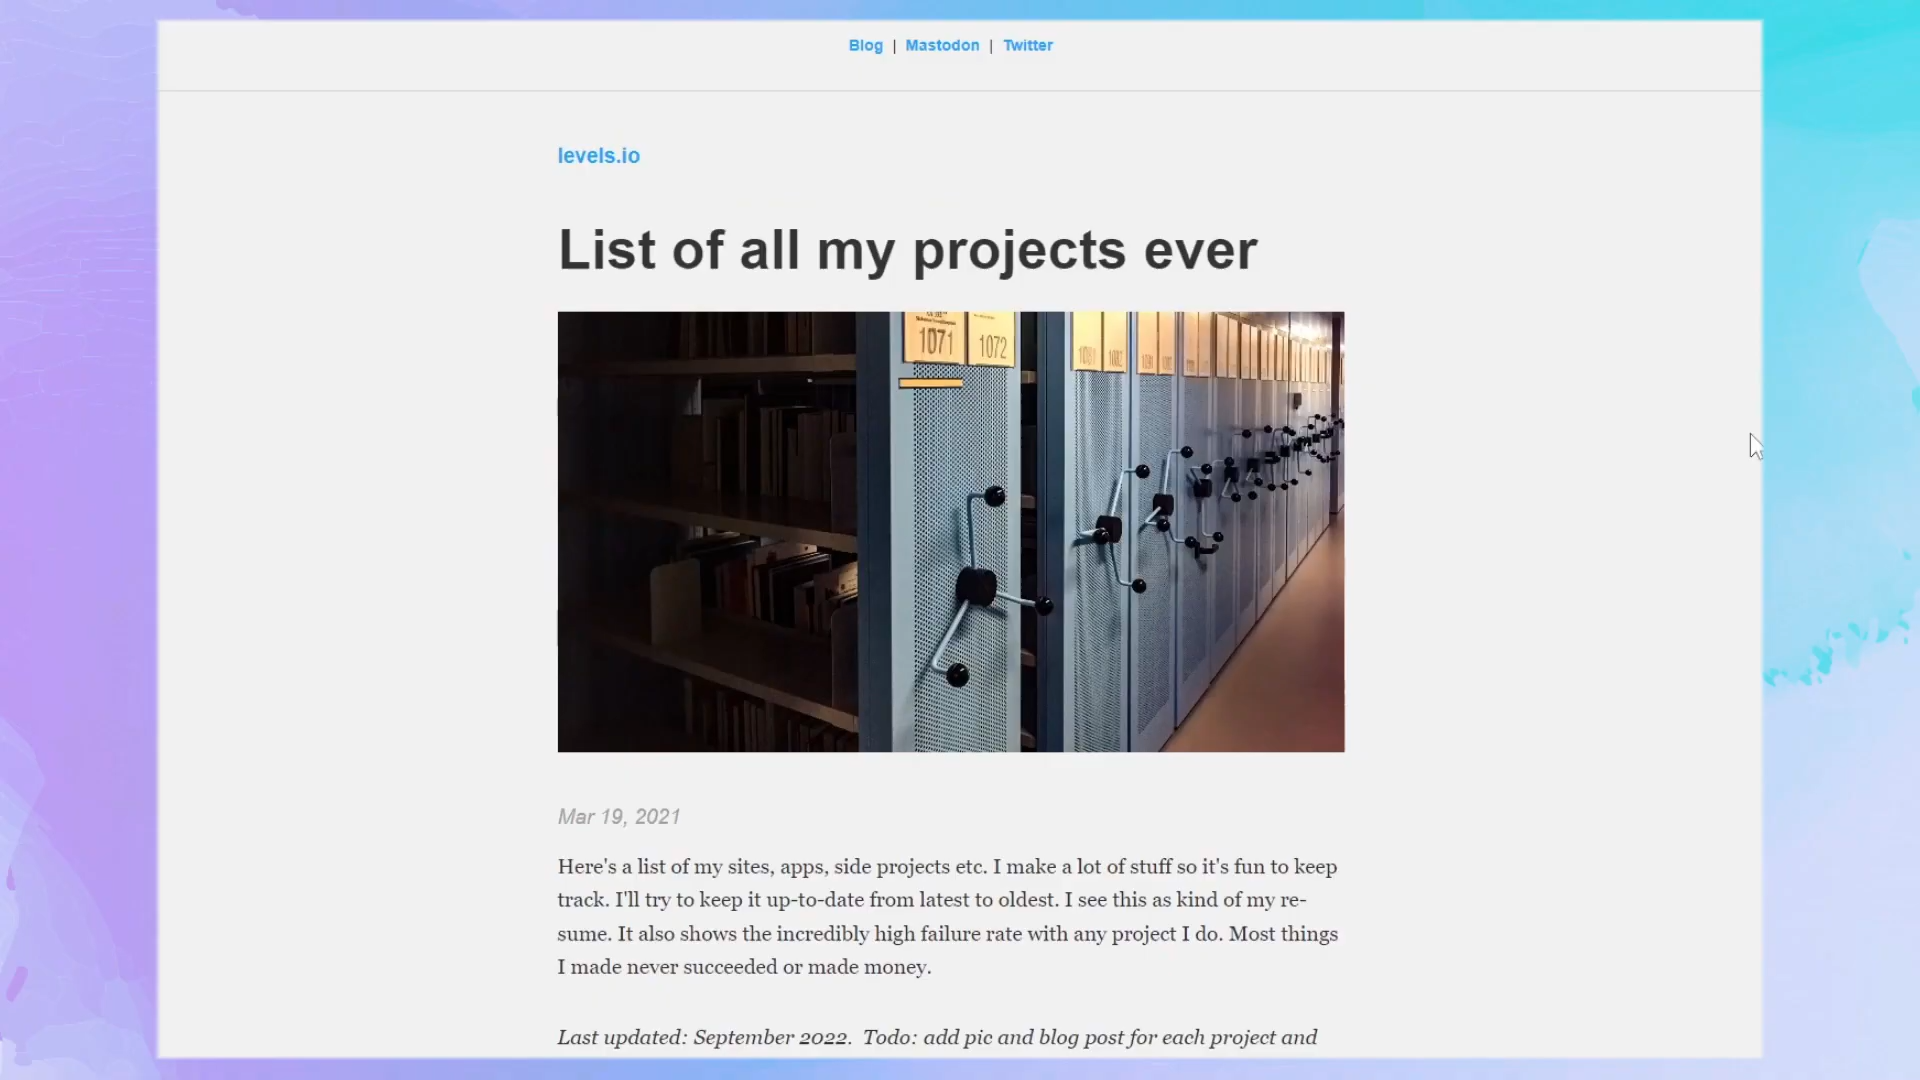 Blog | Mastodon | Twitter
levels.io
List of all my projects ever
1071
1072
Mar 19, 2021
Here's a list of my sites, apps, side projects etc. I make a lot of stuff so it's fun to keep
track. I'll try to keep it up-to-date from latest to oldest. I see this as kind of my re-
sume. It also shows the incredibly high failure rate with any project I do. Most things
I made never succeeded or made money.
Last updated: September 2022. Todo: add pic and blog post for each project and